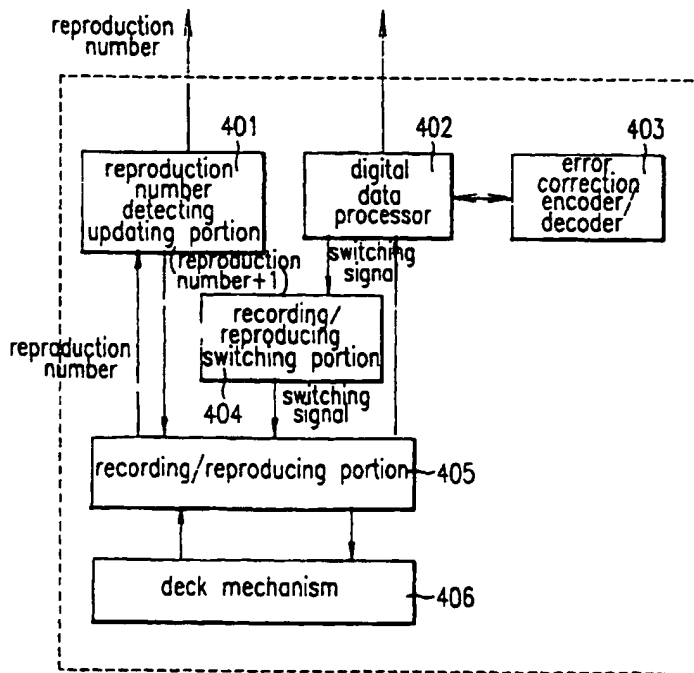 reproduction
number
401
402
403
reproduction
number
detecting
updating portion
digital
data
processor
error
correction
encoder/
decoder
(reproduction
number+1)
switching
signal
recording/
reproducing
switching portion
reproduction
number
404
switching
signal
recording/reproducing portion
405
deck mechanism
406